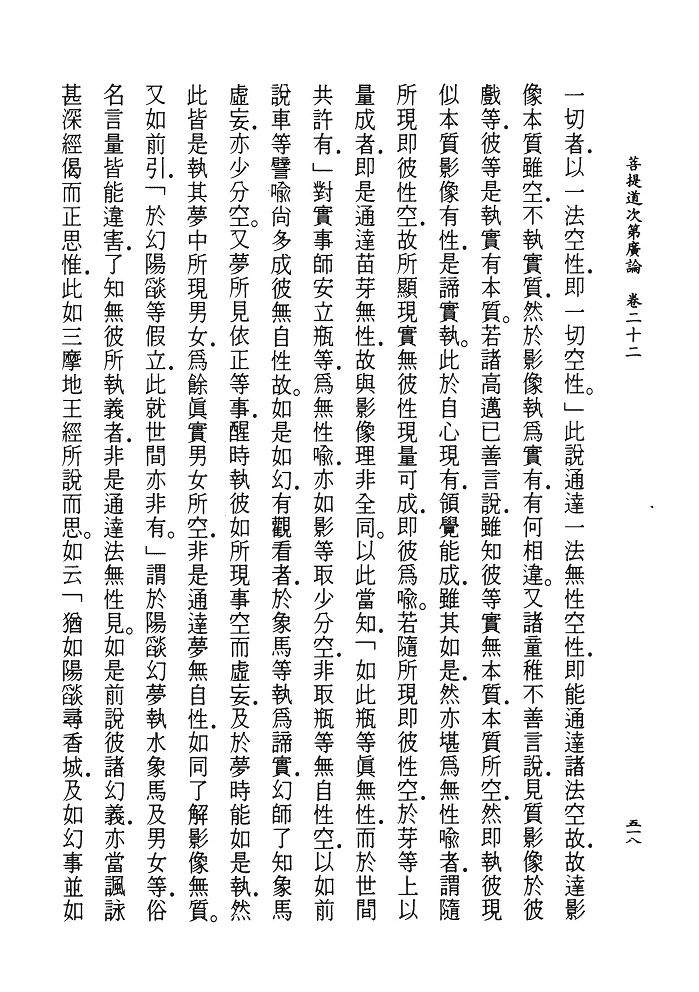 菩提道次第廣論 卷二十二
五一八
一切者.以一法空性.即一切空性。」此說通達一法無性空性.即能通達諸法空故.故達影
像本質雖空.不執實質.然於影像執爲實有.有何相違。又諸童稚不善言說.見質影像於彼
戲等.彼等是執實有本質。若諸高邁已善言說.雖知彼等實無本質.本質所空.然即執彼現
似本質影像有性.是諦實執。此於自心現有.領覺能成.雖其如是.然亦堪爲無性喻者.謂隨
所現即彼性空.故所顯現實無彼性現量可成.即彼爲喻。若隨所現即彼性空.於芽等上以
量成者.即是通達苗芽無性.故與影像理非全同。以此當知.「如此瓶等眞無性.而於世間
共許有.」對實事師安立瓶等.爲無性喻.亦如影等取少分空.非取瓶等無自性空.以如前
說車等譬喻尚多成彼無自性故。如是如幻.有觀看者.於象馬等執爲諦實.幻師了知象馬
虛妄.亦少分空。又夢所見依正等事.醒時執彼如所現事空而虛妄.及於夢時能如是執.然
此皆是執其夢中所現男女.爲餘眞實男女所空.非是通達夢無自性.如同了解影像無質。
又如前引.「於幻陽燄等假立.此就世間亦非有。」謂於陽燄幻夢執水象馬及男女等.俗
名言量皆能違害.了知無彼所執義者.非是通達法無性見。如是前說彼諸幻義.亦當諷詠
甚深經偈而正思惟.此如三摩地王經所說而思。如云「猶如陽燄尋香城.及如幻事並如